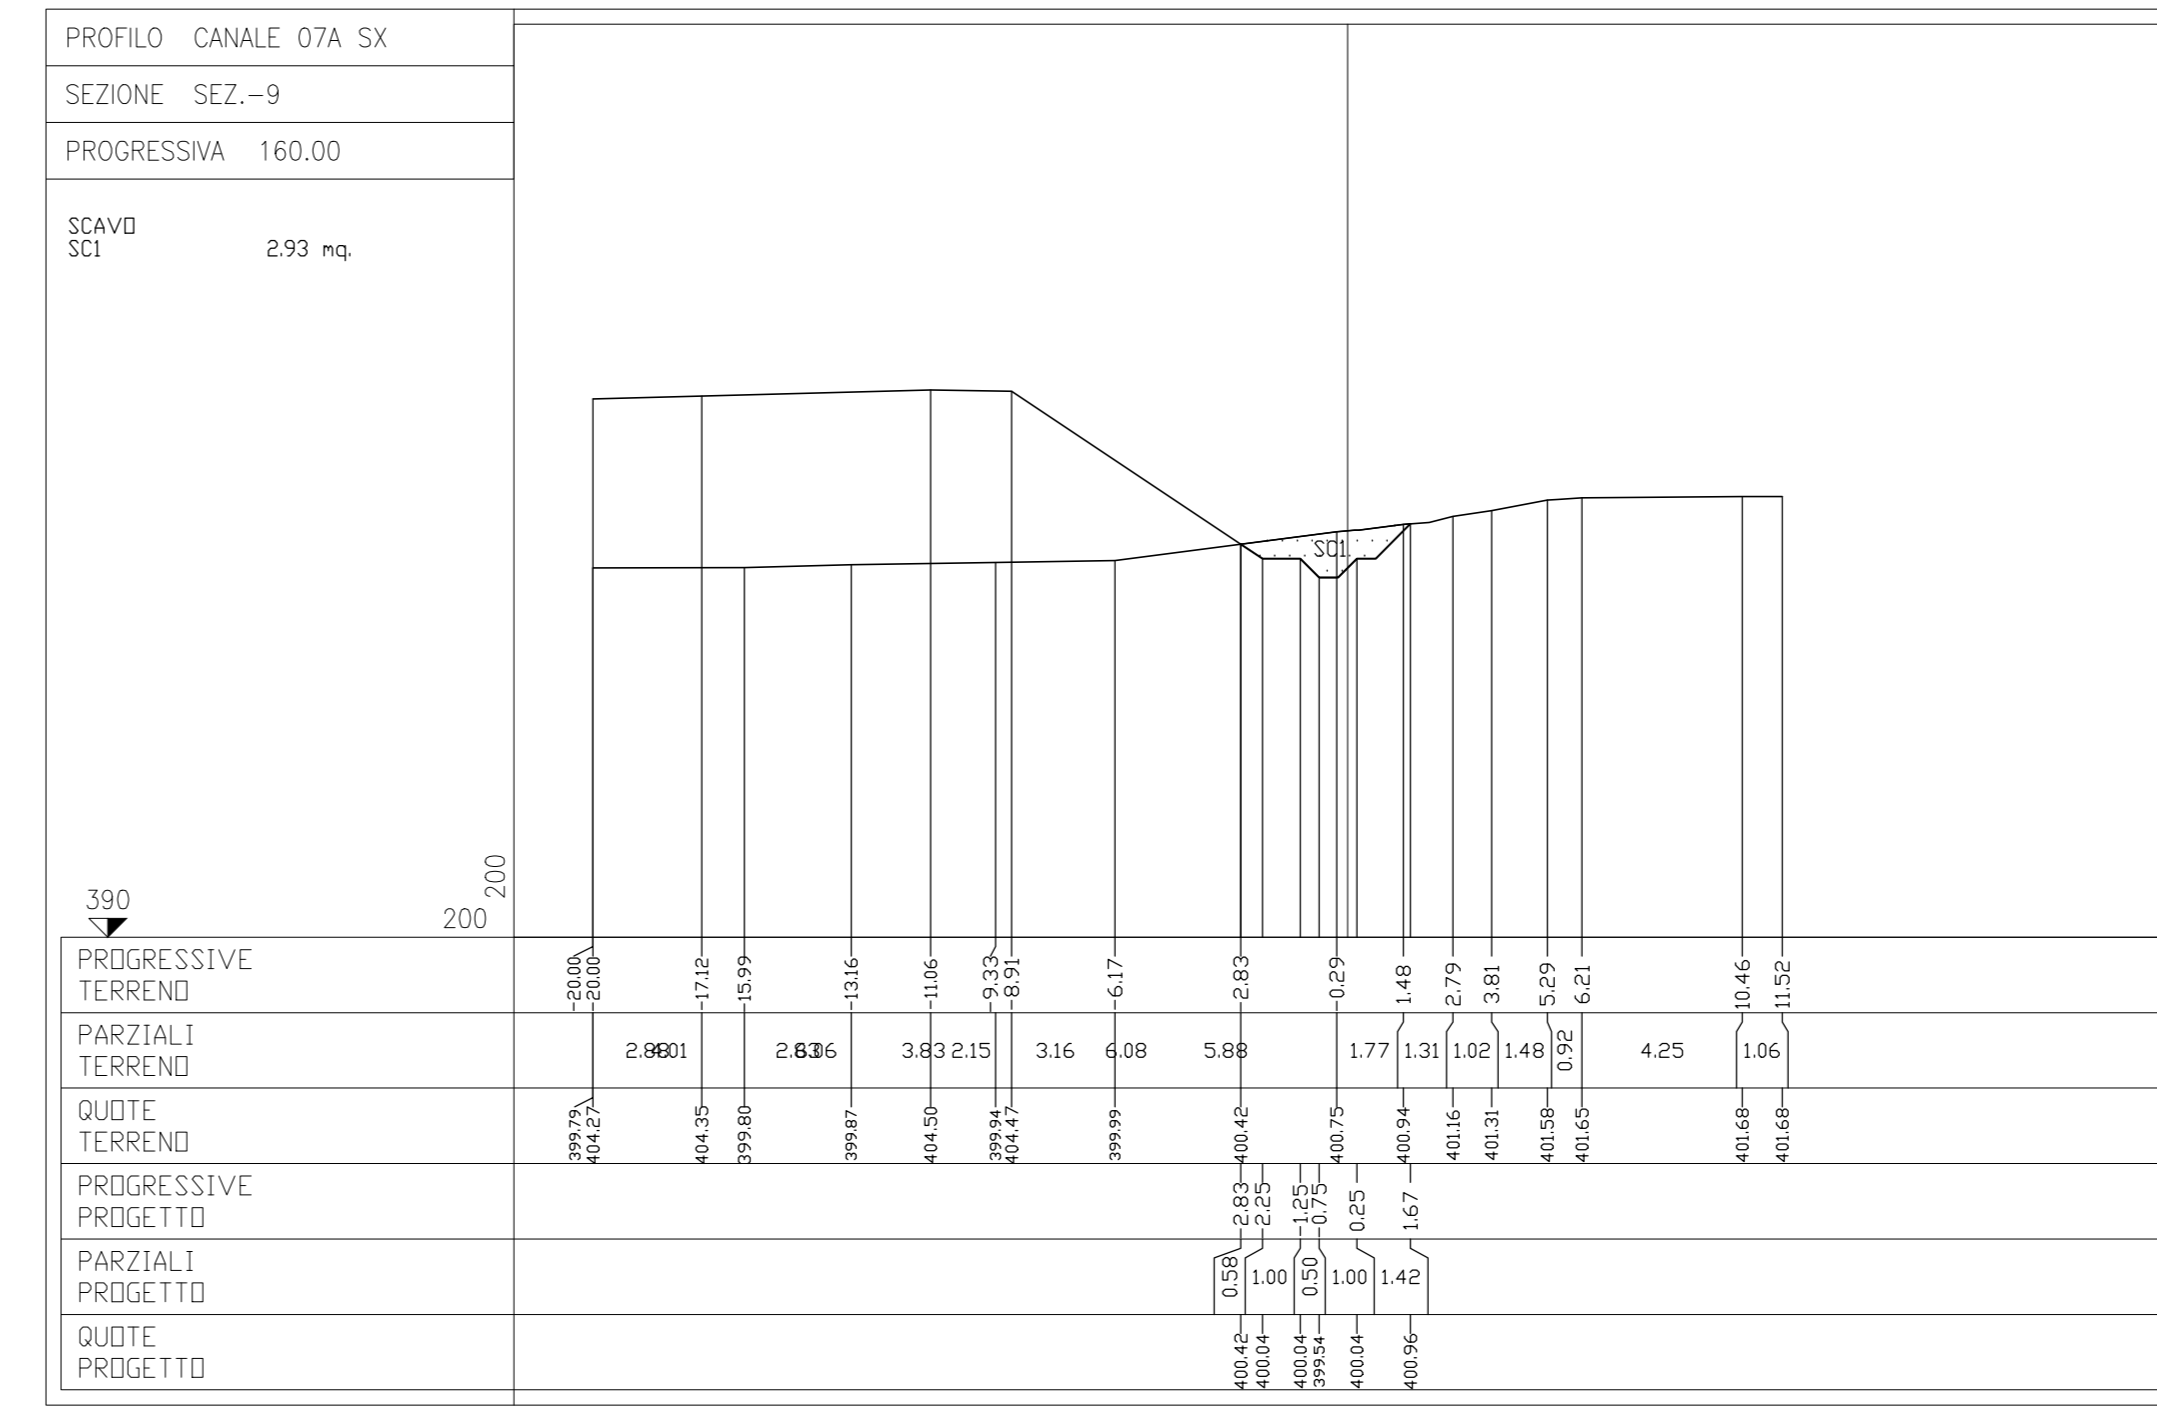 PROFILO CANALE 07A SX
SEZIONE SEZ.-9
PROGRESSIVA 160.00
SCAVO
SC1 2.93 mq.
SC1
390
200
200
PROGRESSIVE
TERRENO
-20.00 -20.00 -17.12 -15.99 -13.16 -11.06 -9.33 -8.91 -6.17 -2.83 -0.29 1.48 2.79 3.81 5.29 6.21 10.46 11.52
PARZIALI
TERRENO
3.83 2.15 3.16 6.08 5.88 1.77 1.31 1.02 1.48 0.92 4.25 1.06
QUOTE
TERRENO
399.79 404.27 404.35 399.80 399.87 404.50 399.94 404.47 399.99 400.42 400.75 400.94 401.16 401.31 401.58 401.65 401.68 401.68
PROGRESSIVE
PROGETTO
-2.83 -2.25 -1.25 -0.75 0.25 1.67
PARZIALI
PROGETTO
0.58 1.00 0.50 1.00 1.42
QUOTE
PROGETTO
400.42 400.04 400.04 399.54 400.04 400.96